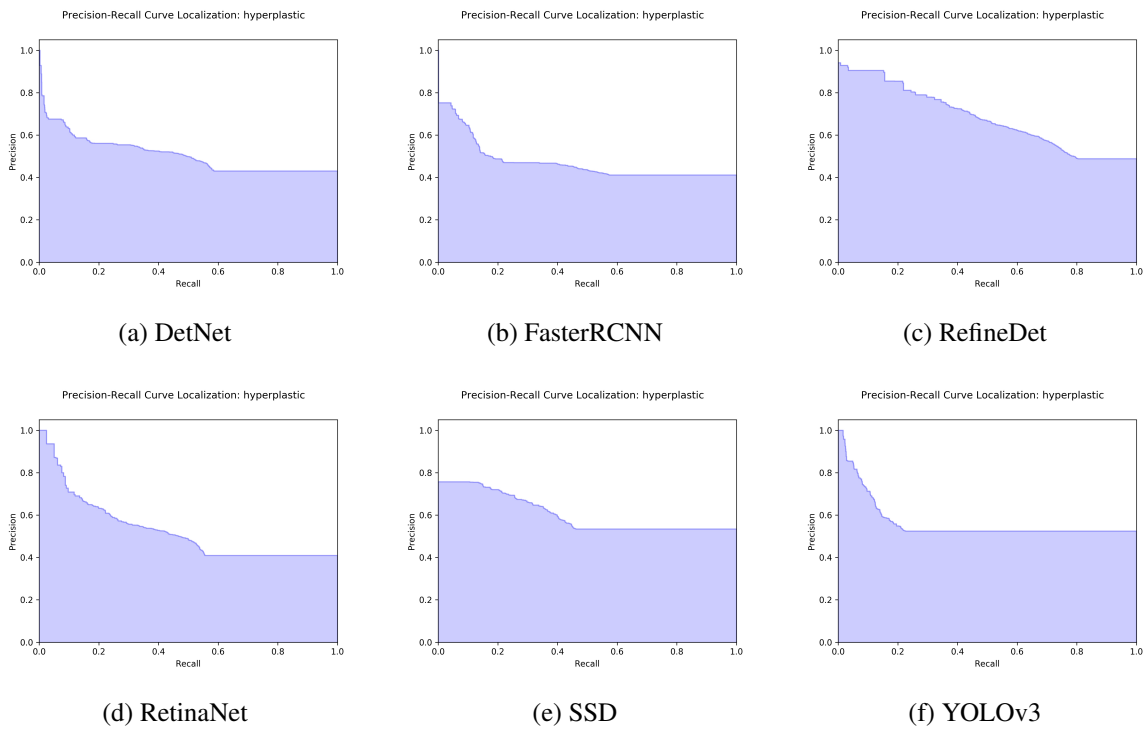 Precision-Recall Curve Localization: hyperplastic
Precision
1.0
0.8
0.6
0.4
0.2
0.0
0.0 0.2 0.4 0.6 0.8 1.0
Recall
(a) DetNet
Precision-Recall Curve Localization: hyperplastic
Precision
1.0
0.8
0.6
0.4
0.2
0.0
0.0 0.2 0.4 0.6 0.8 1.0
Recall
(b) FasterRCNN
Precision-Recall Curve Localization: hyperplastic
Precision
1.0
0.8
0.6
0.4
0.2
0.0
0.0 0.2 0.4 0.6 0.8 1.0
Recall
(c) RefineDet
Precision-Recall Curve Localization: hyperplastic
Precision
1.0
0.8
0.6
0.4
0.2
0.0
0.0 0.2 0.4 0.6 0.8 1.0
Recall
(d) RetinaNet
Precision-Recall Curve Localization: hyperplastic
Precision
1.0
0.8
0.6
0.4
0.2
0.0
0.0 0.2 0.4 0.6 0.8 1.0
Recall
(e) SSD
Precision-Recall Curve Localization: hyperplastic
Precision
1.0
0.8
0.6
0.4
0.2
0.0
0.0 0.2 0.4 0.6 0.8 1.0
Recall
(f) YOLOv3